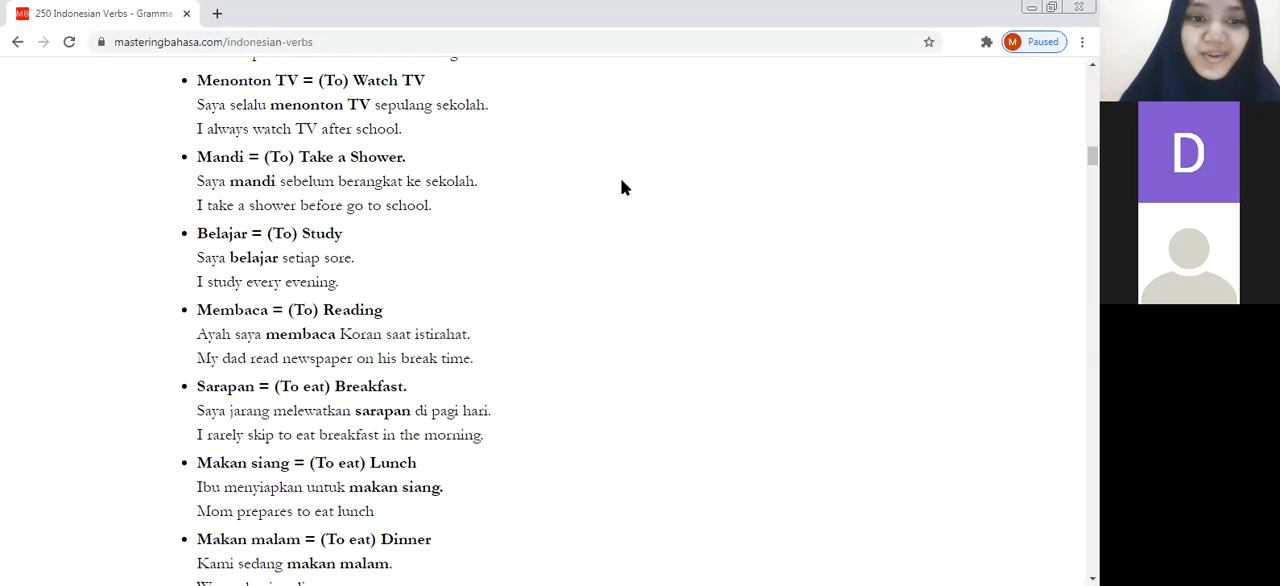 MB 250 Indonesian Verbs - Gramma
masteringbahasa.com/indonesian-verbs
M Paused
• Menonton TV = (To) Watch TV
Saya selalu menonton TV sepulang sekolah.
I always watch TV after school.
• Mandi = (To) Take a Shower.
Saya mandi sebelum berangkat ke sekolah.
I take a shower before go to school.
• Belajar = (To) Study
Saya belajar setiap sore.
I study every evening.
• Membaca = (To) Reading
Ayah saya membaca Koran saat istirahat.
My dad read newspaper on his break time.
• Sarapan = (To eat) Breakfast.
Saya jarang melewatkan sarapan di pagi hari.
I rarely skip to eat breakfast in the morning.
• Makan siang = (To eat) Lunch
Ibu menyiapkan untuk makan siang.
Mom prepares to eat lunch
• Makan malam = (To eat) Dinner
Kami sedang makan malam.
D